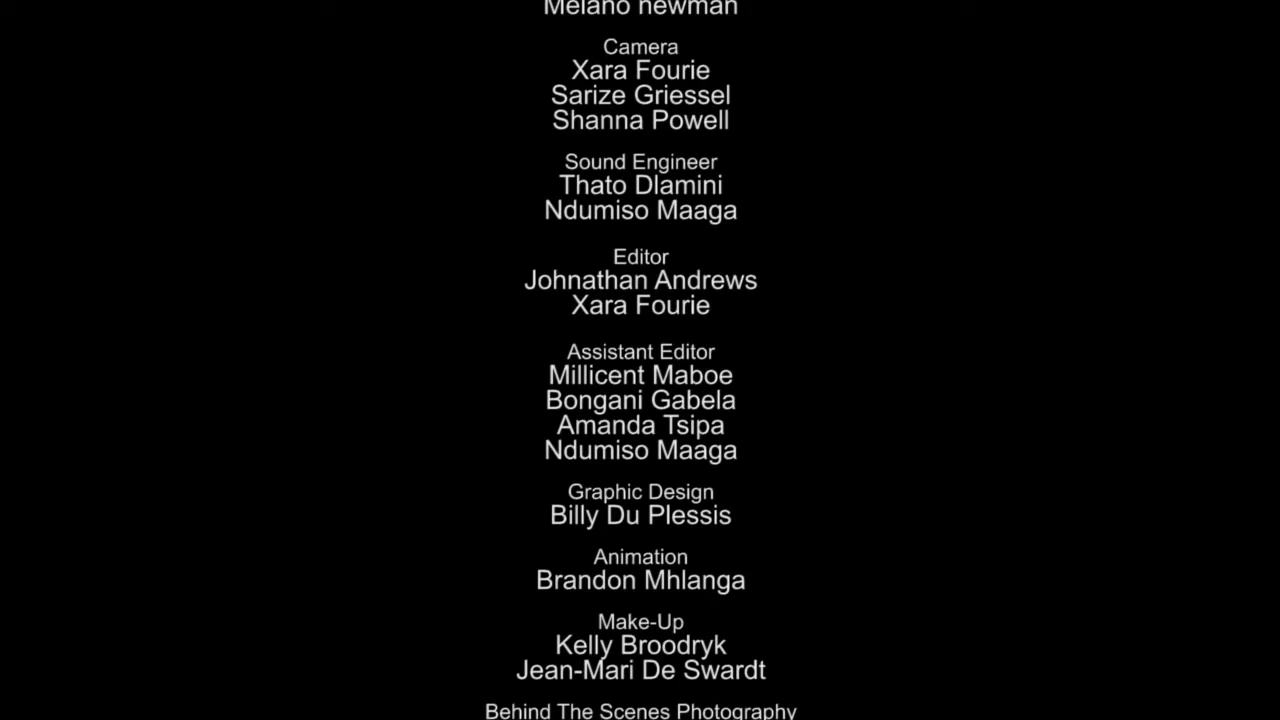 Melano newman
Camera
Xara Fourie
Sarize Griessel
Shanna Powell
Sound Engineer
Thato Dlamini
Ndumiso Maaga
Editor
Johnathan Andrews
Xara Fourie
Assistant Editor
Millicent Maboe
Bongani Gabela
Amanda Tsipa
Ndumiso Maaga
Graphic Design
Billy Du Plessis
Animation
Brandon Mhlanga
Make-Up
Kelly Broodryk
Jean-Mari De Swardt
Behind The Scenes Photography